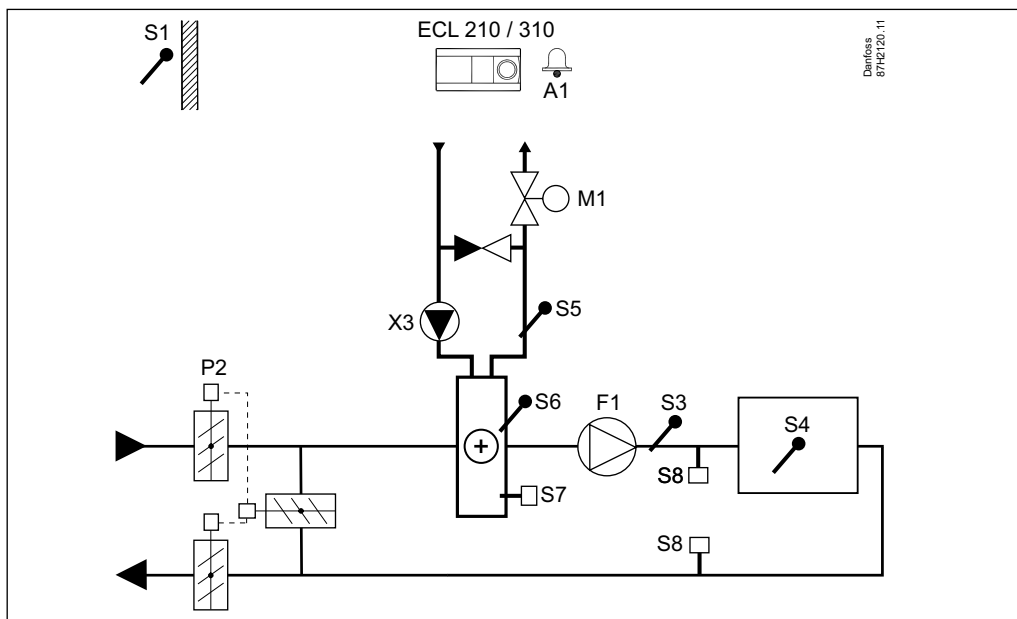 S1
ECL 210 / 310
A1
Danfoss
87H2120.11
M1
S5
X3
P2
S6
F1
S3
S4
S7
S8
S8